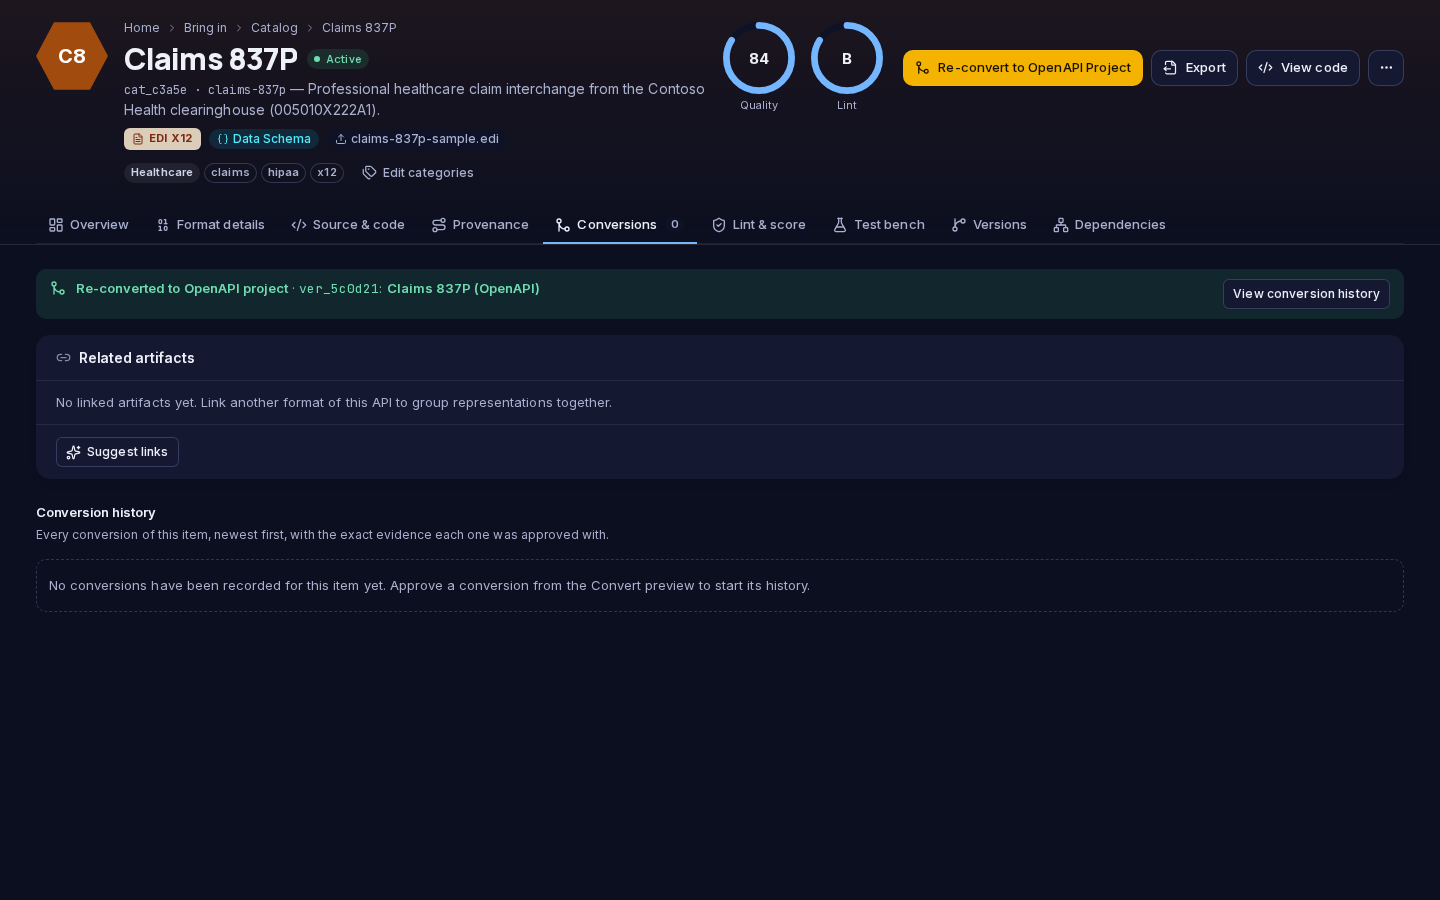 Home > Bring in > Catalog > Claims 837P
C8
Claims 837P
Active
cat_c3a5e · claims-837p — Professional healthcare claim interchange from the Contoso
Health clearinghouse (005010X222A1).
EDI X12
{} Data Schema
claims-837p-sample.edi
Healthcare
claims
hipaa
x12
Edit categories
84
Quality
B
Lint
Re-convert to OpenAPI Project
Export
View code
Overview
Format details
Source & code
Provenance
Conversions 0
Lint & score
Test bench
Versions
Dependencies
Re-converted to OpenAPI project · ver_5c0d21: Claims 837P (OpenAPI)
View conversion history
Related artifacts
No linked artifacts yet. Link another format of this API to group representations together.
Suggest links
Conversion history
Every conversion of this item, newest first, with the exact evidence each one was approved with.
No conversions have been recorded for this item yet. Approve a conversion from the Convert preview to start its history.